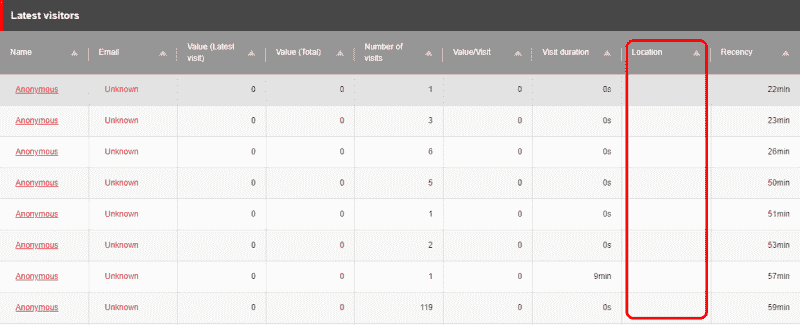 Latest visitors
Name Email Value (Latest visit) Value (Total) Number of visits Value/Visit Visit duration Location Recency
Anonymous Unknown 0 0 1 0 0s 22min
Anonymous Unknown 0 0 3 0 0s 23min
Anonymous Unknown 0 0 6 0 0s 26min
Anonymous Unknown 0 0 5 0 0s 50min
Anonymous Unknown 0 0 1 0 0s 51min
Anonymous Unknown 0 0 2 0 0s 53min
Anonymous Unknown 0 0 1 0 9min 57min
Anonymous Unknown 0 0 119 0 0s 59min